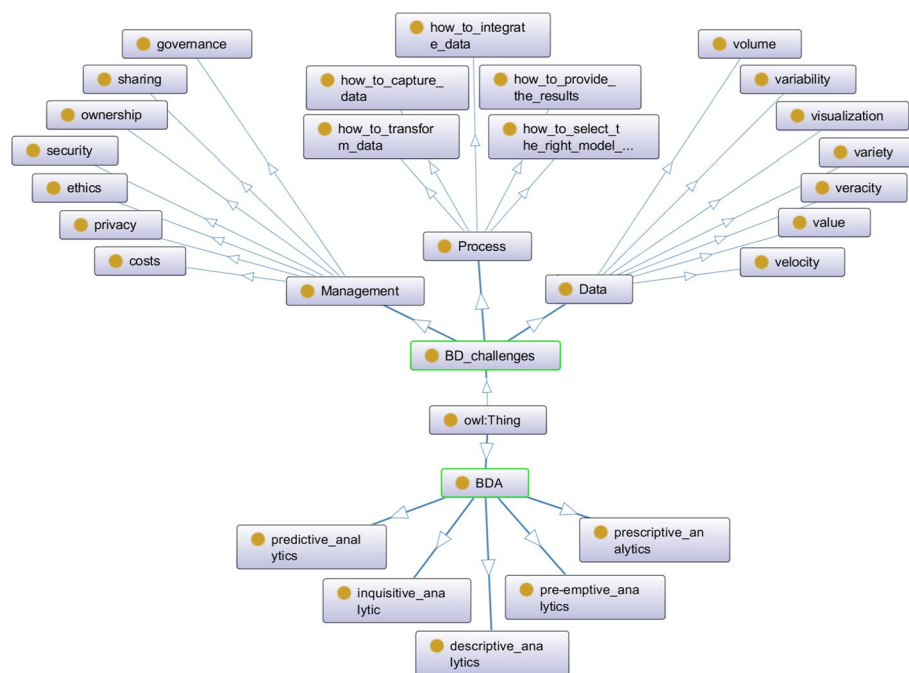 governance
sharing
ownership
security
ethics
privacy
costs
how_to_integrat
e_data
how_to_capture_
data
how_to_provide_
the_results
how_to_transfor
m_data
how_to_select_t
he_right_model_...
volume
variability
visualization
variety
veracity
value
velocity
Process
Management
Data
BD_challenges
owl:Thing
BDA
predictive_anal
ytics
inquisitive_ana
lytic
descriptive_ana
lytics
pre-emptive_ana
lytics
prescriptive_an
alytics